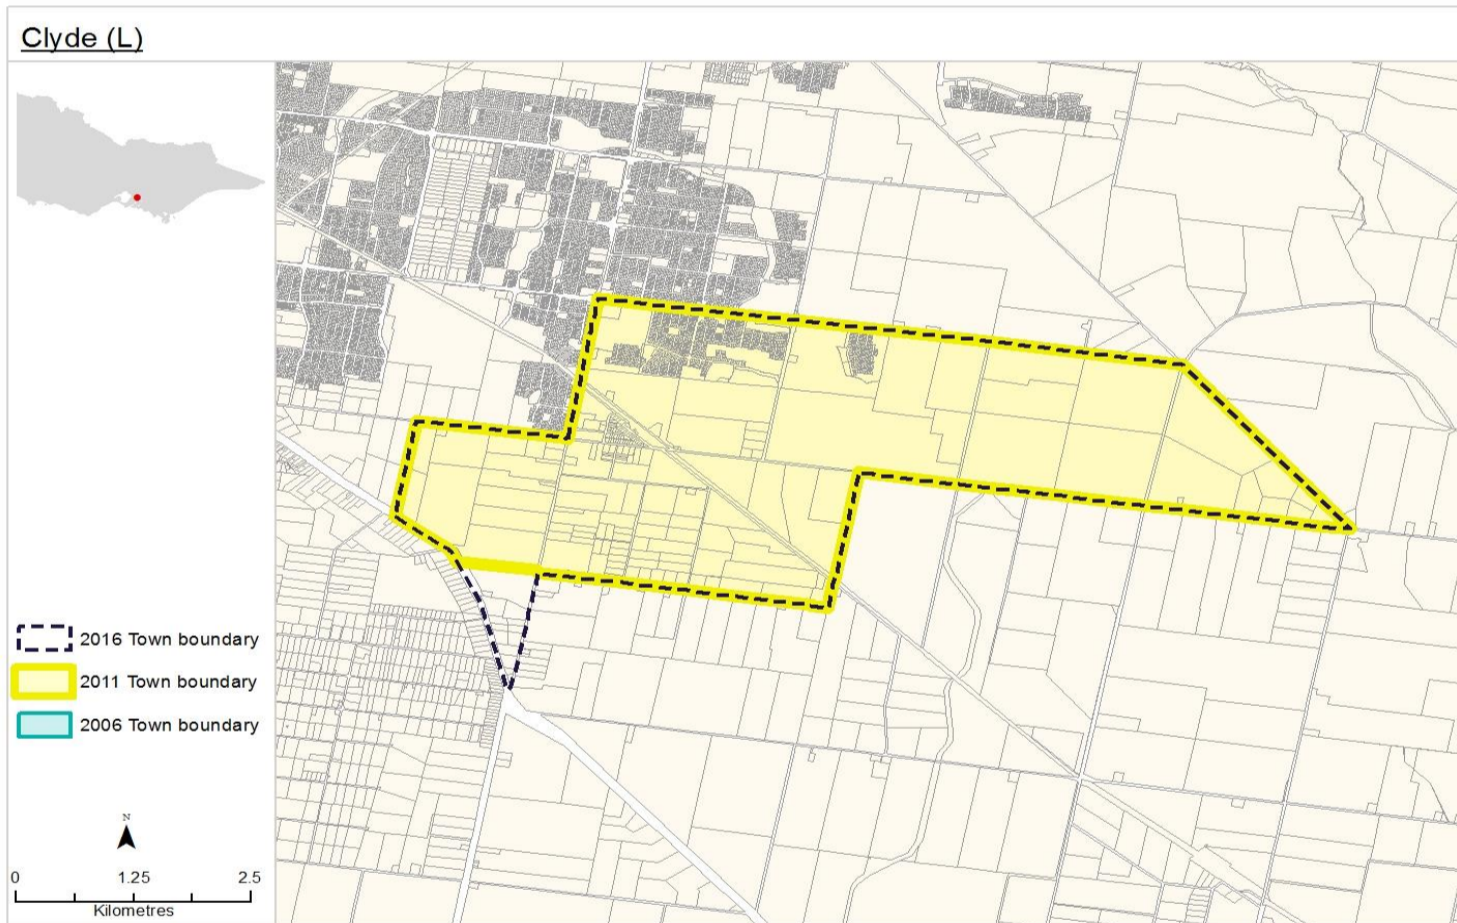 Clyde (L)
2016 Town boundary
2011 Town boundary
2006 Town boundary
N
0 1.25 2.5
Kilometres